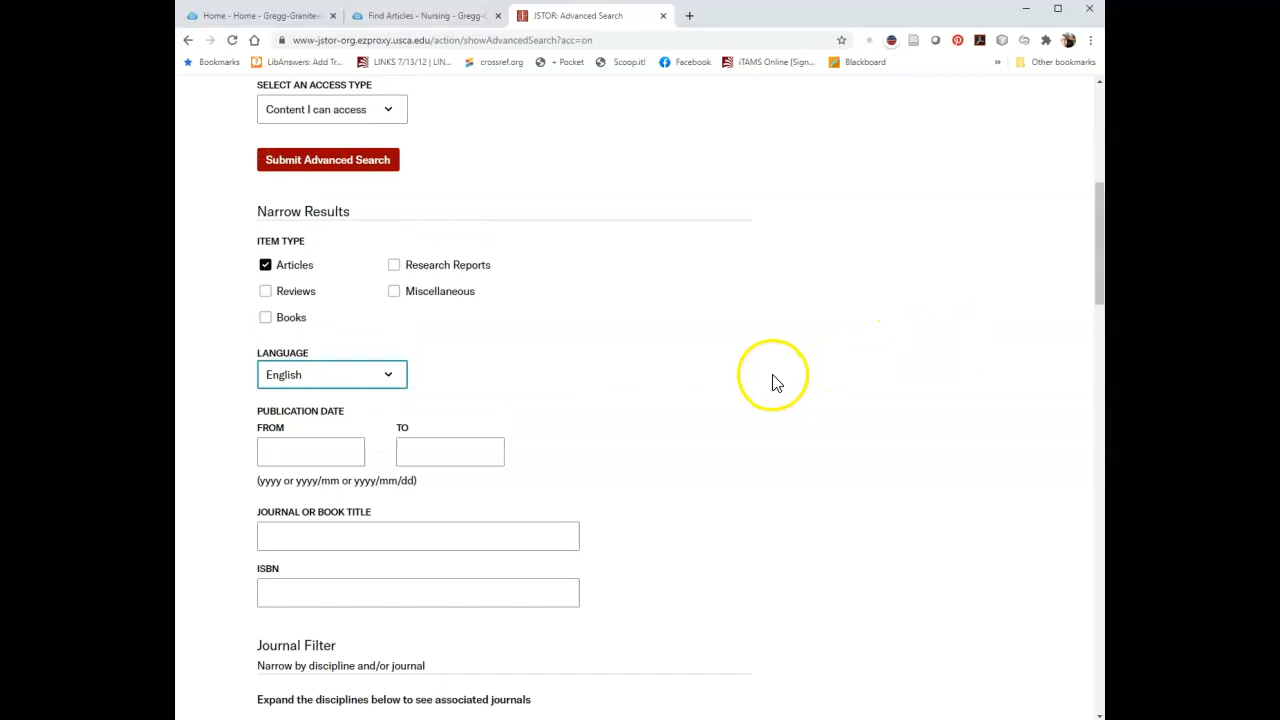 Home - Home - Gregg-Granitev
Find Articles - Nursing - Gregg-G
JSTOR: Advanced Search
www-jstor-org.ezproxy.usca.edu/action/showAdvancedSearch?acc=on
Bookmarks
LibAnswers: Add Tr...
LINKS 7/13/12 | LIN...
crossref.org
+ Pocket
Scoop.it!
Facebook
iTAMS Online [Sign...
Blackboard
»
Other bookmarks
SELECT AN ACCESS TYPE
Content I can access
Submit Advanced Search
Narrow Results
ITEM TYPE
Articles
Research Reports
Reviews
Miscellaneous
Books
LANGUAGE
English
PUBLICATION DATE
FROM
TO
(yyyy or yyyy/mm or yyyy/mm/dd)
JOURNAL OR BOOK TITLE
ISBN
Journal Filter
Narrow by discipline and/or journal
Expand the disciplines below to see associated journals